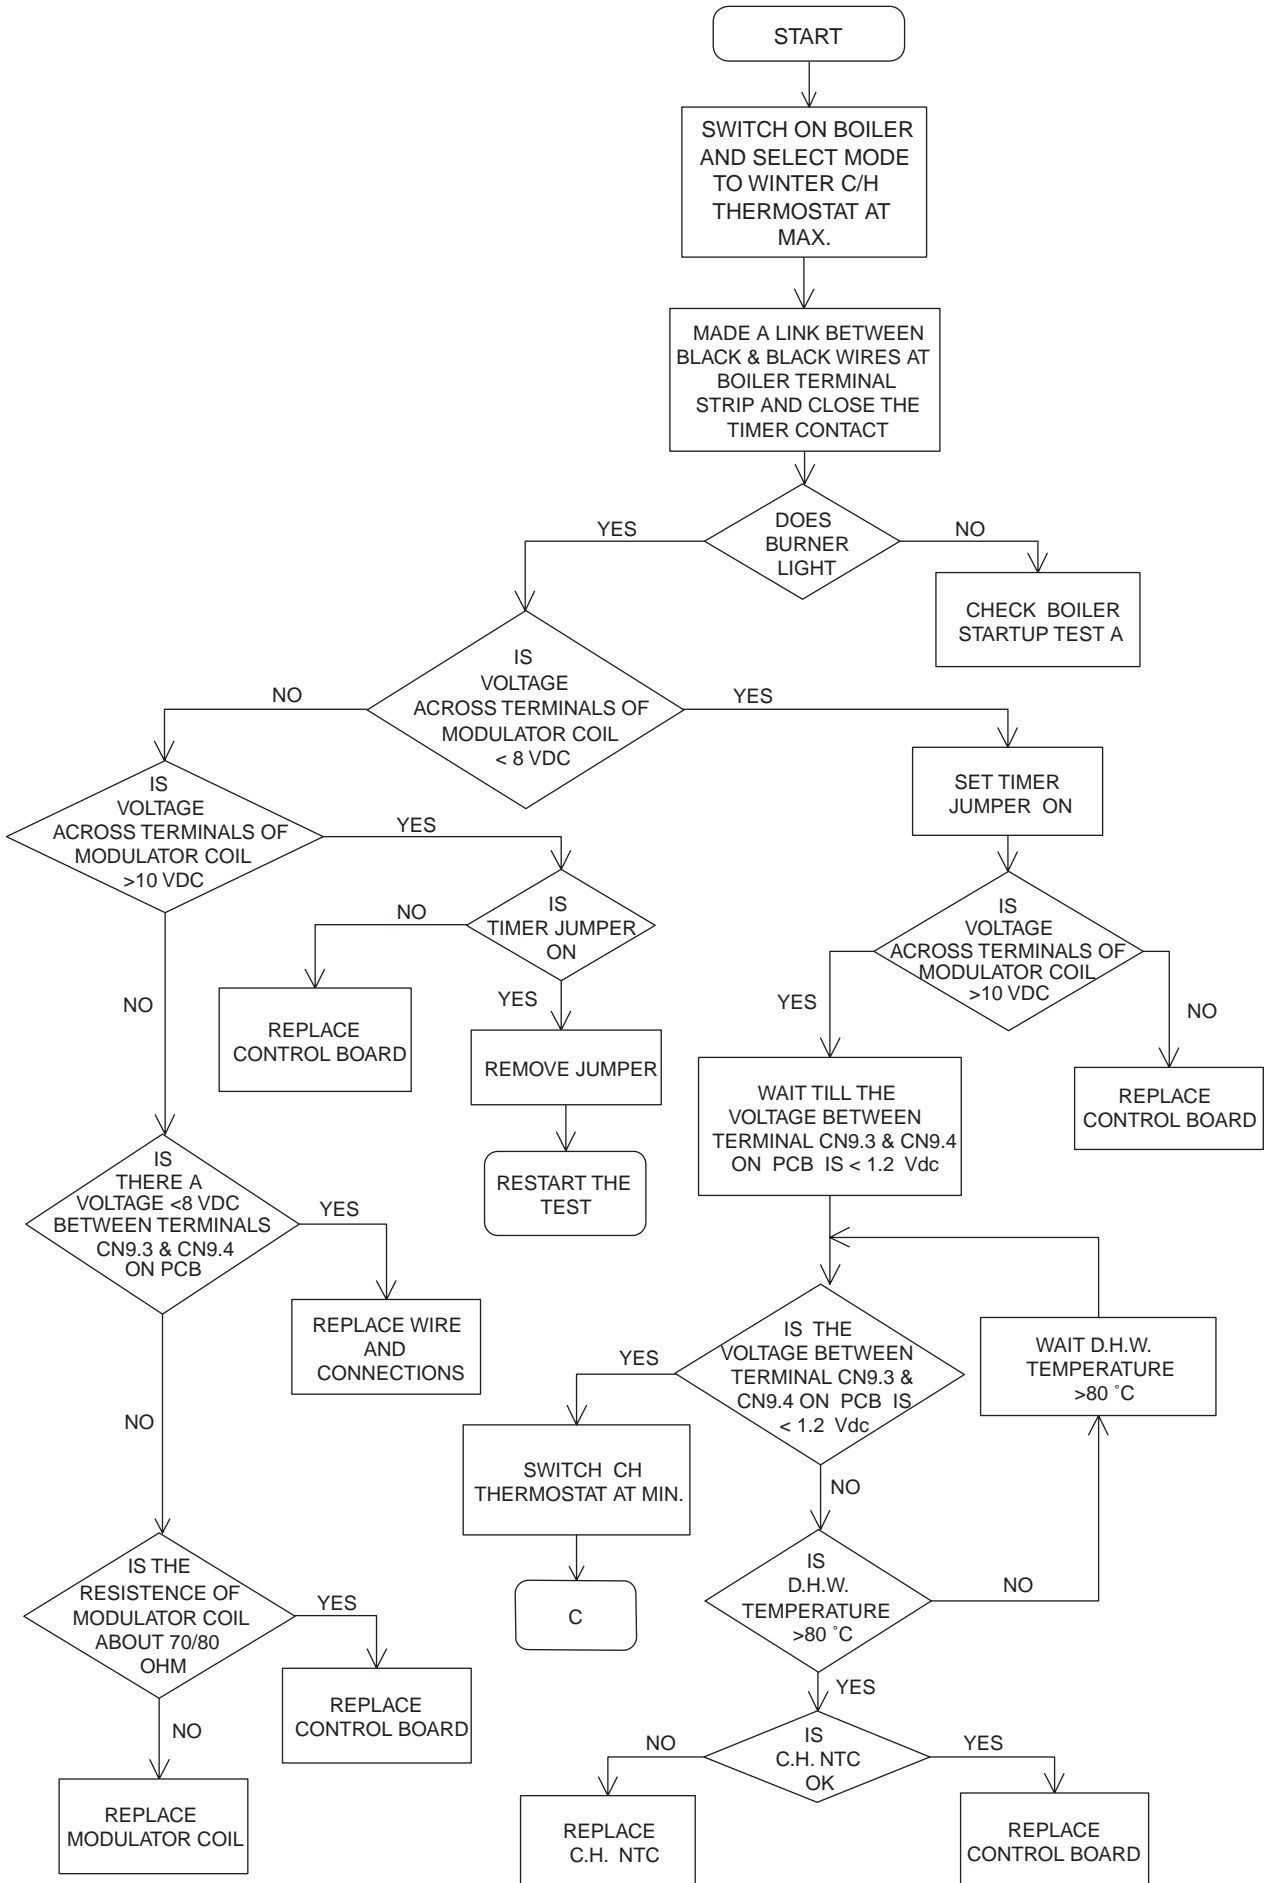 START
SWITCH ON BOILER
AND SELECT MODE
TO WINTER C/H
THERMOSTAT AT
MAX.
MADE A LINK BETWEEN
BLACK & BLACK WIRES AT
BOILER TERMINAL
STRIP AND CLOSE THE
TIMER CONTACT
DOES
BURNER
LIGHT
YES
NO
CHECK BOILER
STARTUP TEST A
IS
VOLTAGE
ACROSS TERMINALS OF
MODULATOR COIL
< 8 VDC
NO
YES
IS
VOLTAGE
ACROSS TERMINALS OF
MODULATOR COIL
>10 VDC
YES
SET TIMER
JUMPER ON
IS
TIMER JUMPER
ON
NO
YES
REPLACE
CONTROL BOARD
REMOVE JUMPER
RESTART THE
TEST
IS
VOLTAGE
ACROSS TERMINALS OF
MODULATOR COIL
>10 VDC
YES
NO
WAIT TILL THE
VOLTAGE BETWEEN
TERMINAL CN9.3 & CN9.4
ON PCB IS < 1.2 Vdc
REPLACE
CONTROL BOARD
NO
IS
THERE A
VOLTAGE <8 VDC
BETWEEN TERMINALS
CN9.3 & CN9.4
ON PCB
YES
REPLACE WIRE
AND
CONNECTIONS
NO
IS THE
VOLTAGE BETWEEN
TERMINAL CN9.3 &
CN9.4 ON PCB IS
< 1.2 Vdc
YES
NO
WAIT D.H.W.
TEMPERATURE
>80 ˚C
SWITCH CH
THERMOSTAT AT MIN.
C
IS
D.H.W.
TEMPERATURE
>80 ˚C
NO
YES
IS THE
RESISTENCE OF
MODULATOR COIL
ABOUT 70/80
OHM
YES
NO
REPLACE
CONTROL BOARD
REPLACE
MODULATOR COIL
IS
C.H. NTC
OK
NO
YES
REPLACE
C.H. NTC
REPLACE
CONTROL BOARD